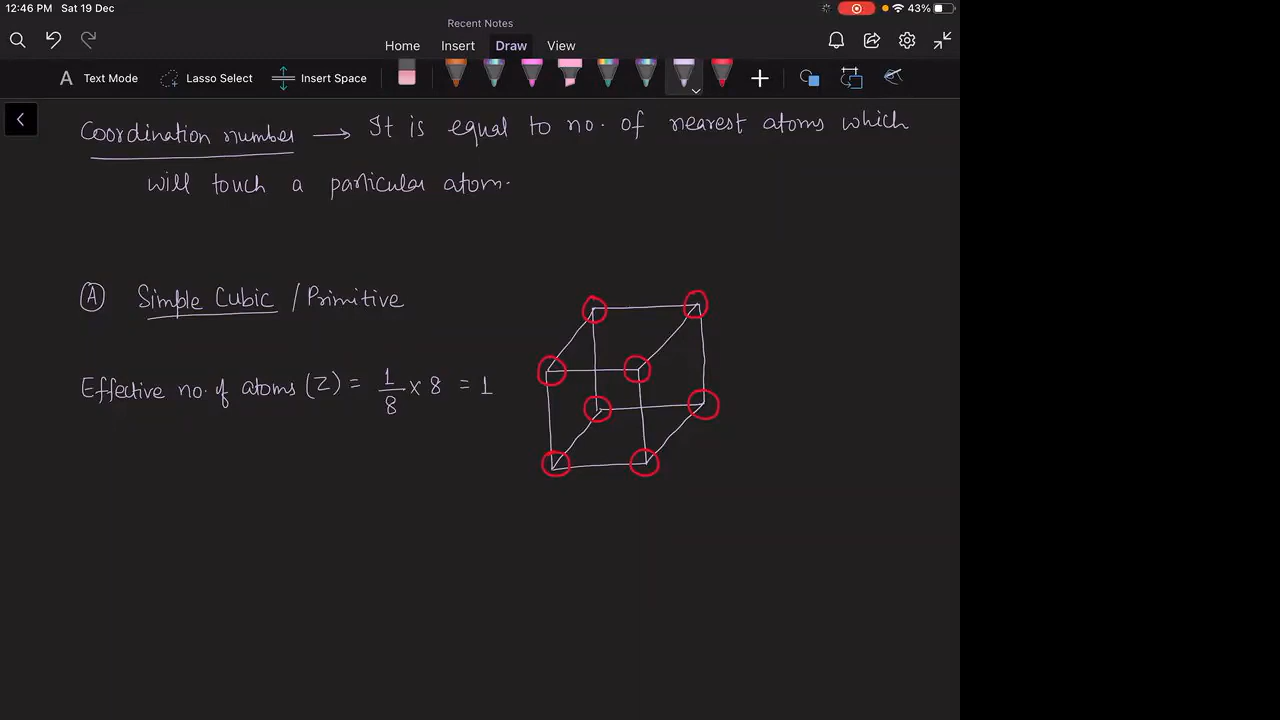 12:46 PM Sat 19 Dec 43%
Recent Notes
Home Insert Draw View
Text Mode Lasso Select Insert Space
Coordination number → It is equal to no. of nearest atoms which
will touch a particular atom.
Ⓐ Simple Cubic / Primitive
Effective no. of atoms (Z) = 1/8 × 8 = 1